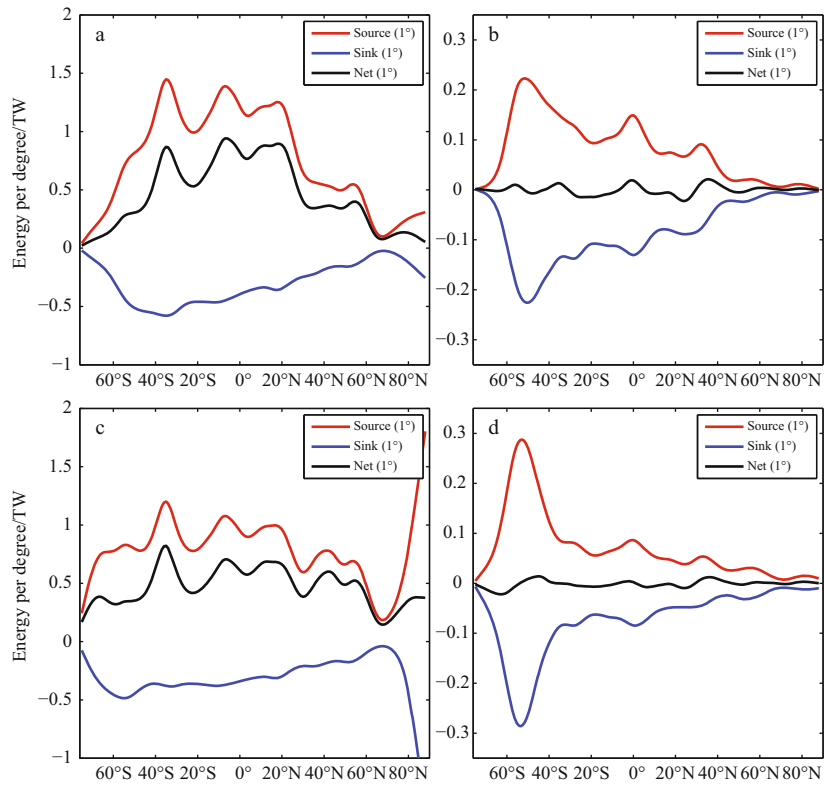 a
Source (1°)
Sink (1°)
Net (1°)
2
1.5
1
0.5
0
−0.5
−1
Energy per degree/TW
60°S 40°S 20°S 0° 20°N 40°N 60°N 80°N
b
Source (1°)
Sink (1°)
Net (1°)
0.3
0.2
0.1
0
−0.1
−0.2
−0.3
60°S 40°S 20°S 0° 20°N 40°N 60°N 80°N
c
Source (1°)
Sink (1°)
Net (1°)
2
1.5
1
0.5
0
−0.5
−1
Energy per degree/TW
60°S 40°S 20°S 0° 20°N 40°N 60°N 80°N
d
Source (1°)
Sink (1°)
Net (1°)
0.3
0.2
0.1
0
−0.1
−0.2
−0.3
60°S 40°S 20°S 0° 20°N 40°N 60°N 80°N